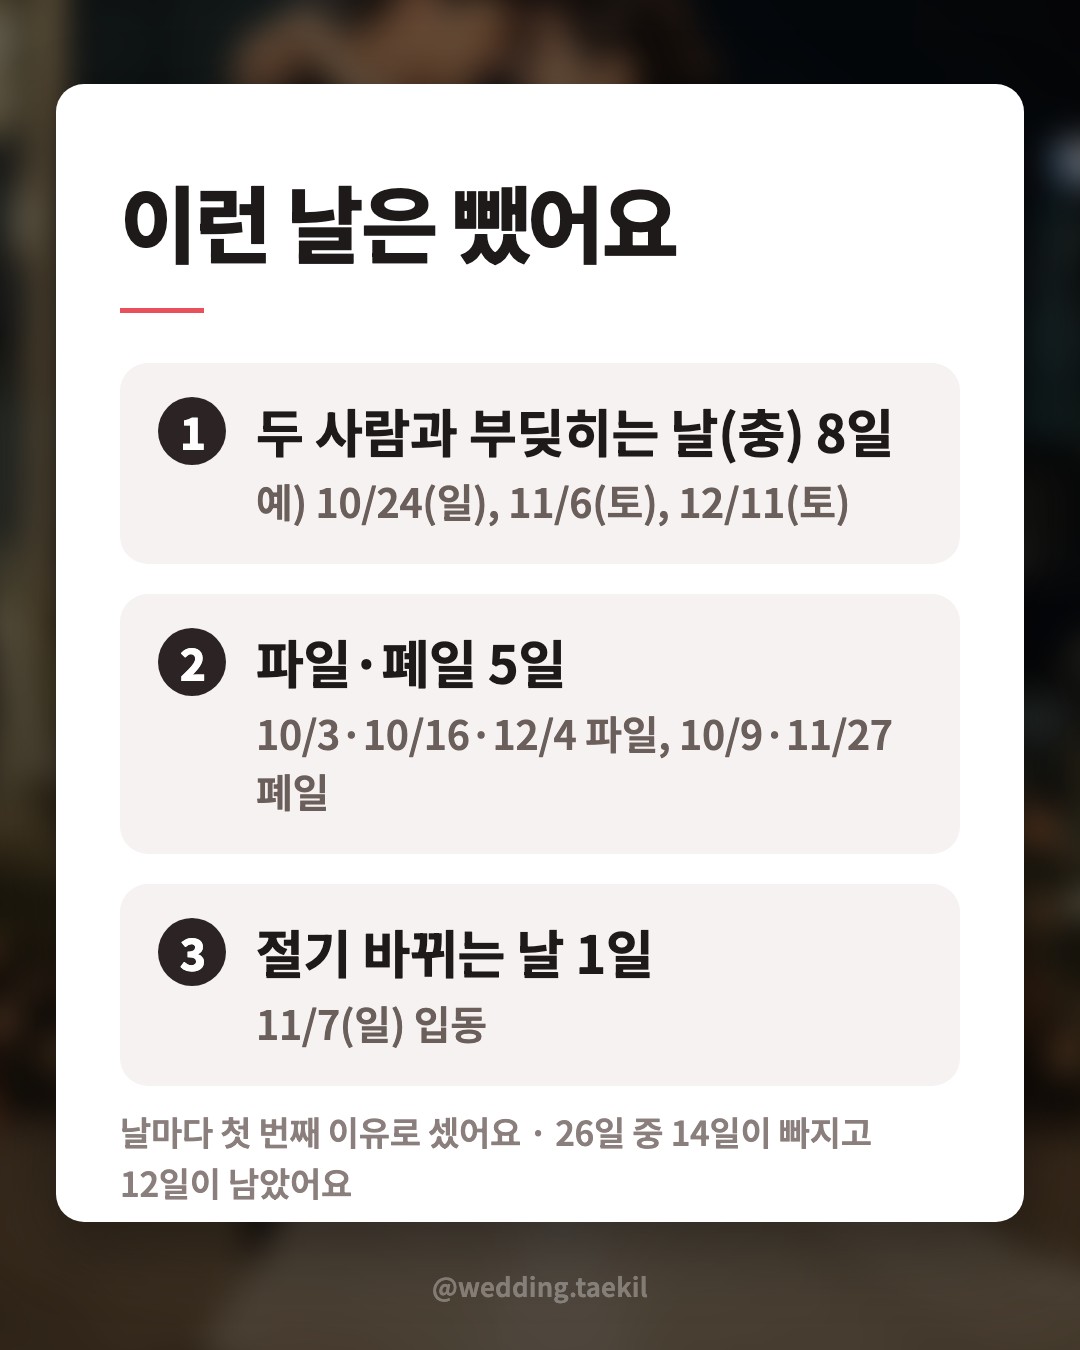 이런 날은 뺐어요
1 두 사람과 부딪히는 날(충) 8일
예) 10/24(일), 11/6(토), 12/11(토)
2 파일·폐일 5일
10/3·10/16·12/4 파일, 10/9·11/27
폐일
3 절기 바뀌는 날 1일
11/7(일) 입동
날마다 첫 번째 이유로 셌어요 · 26일 중 14일이 빠지고
12일이 남았어요
@wedding.taekil